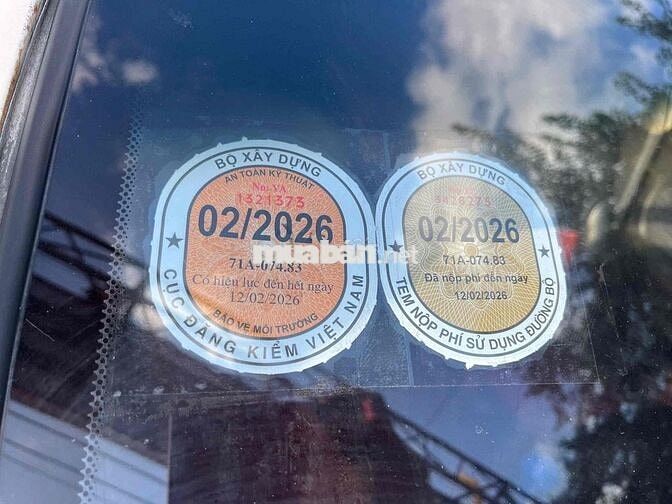 BỘ XÂY DỰNG
AN TOÀN KỸ THUẬT
No: VA
1321373
02/2026
71A-074.83
Có hiệu lực đến hết ngày
12/02/2026
BẢO VỆ MÔI TRƯỜNG
CỤC ĐĂNG KIỂM VIỆT NAM
BỘ XÂY DỰNG
02/2026
71A-074.83
Đã nộp phí đến ngày
12/02/2026
TEM NỘP PHÍ SỬ DỤNG ĐƯỜNG BỘ
muaban.net